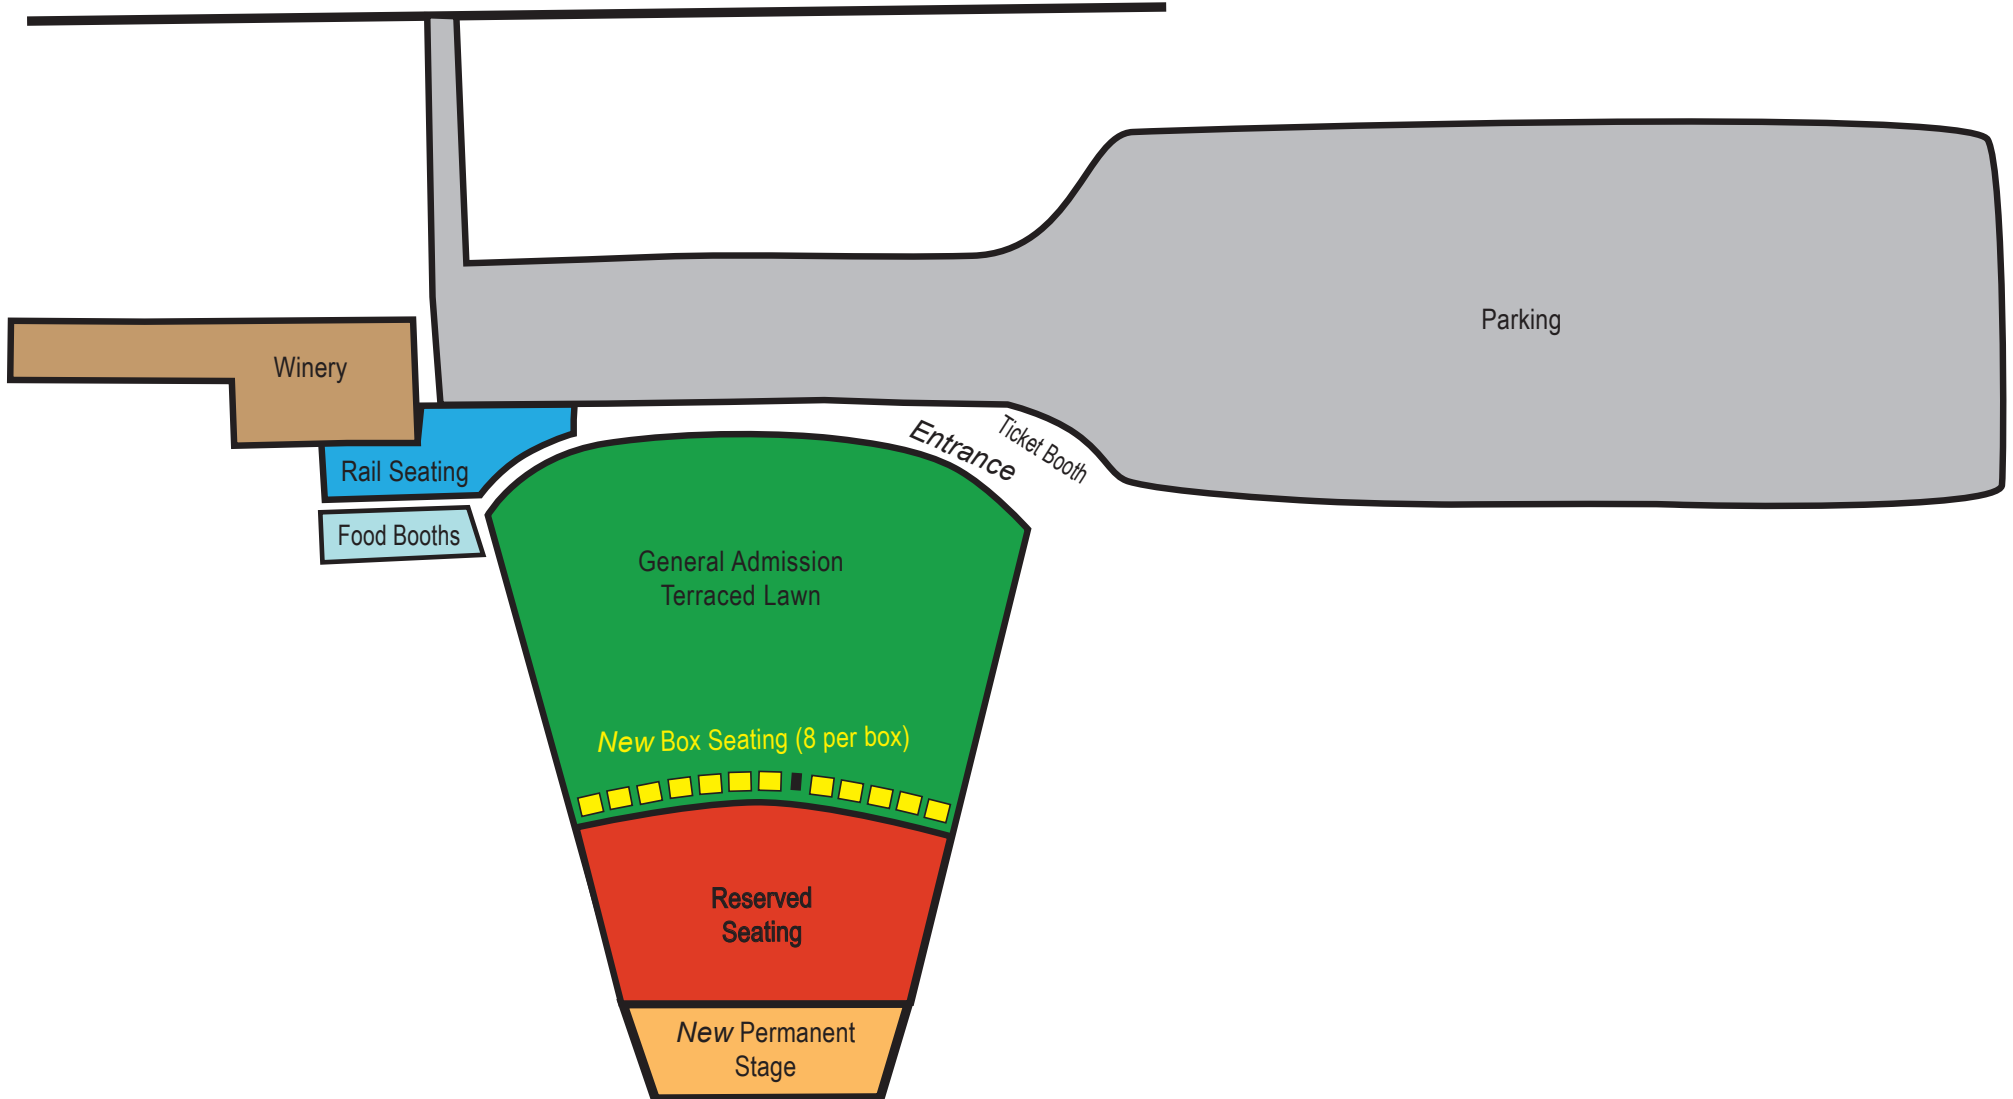 Parking
Winery
Entrance
Ticket Booth
Rail Seating
Food Booths
General Admission
Terraced Lawn
New Box Seating (8 per box)
Reserved
Seating
New Permanent
Stage